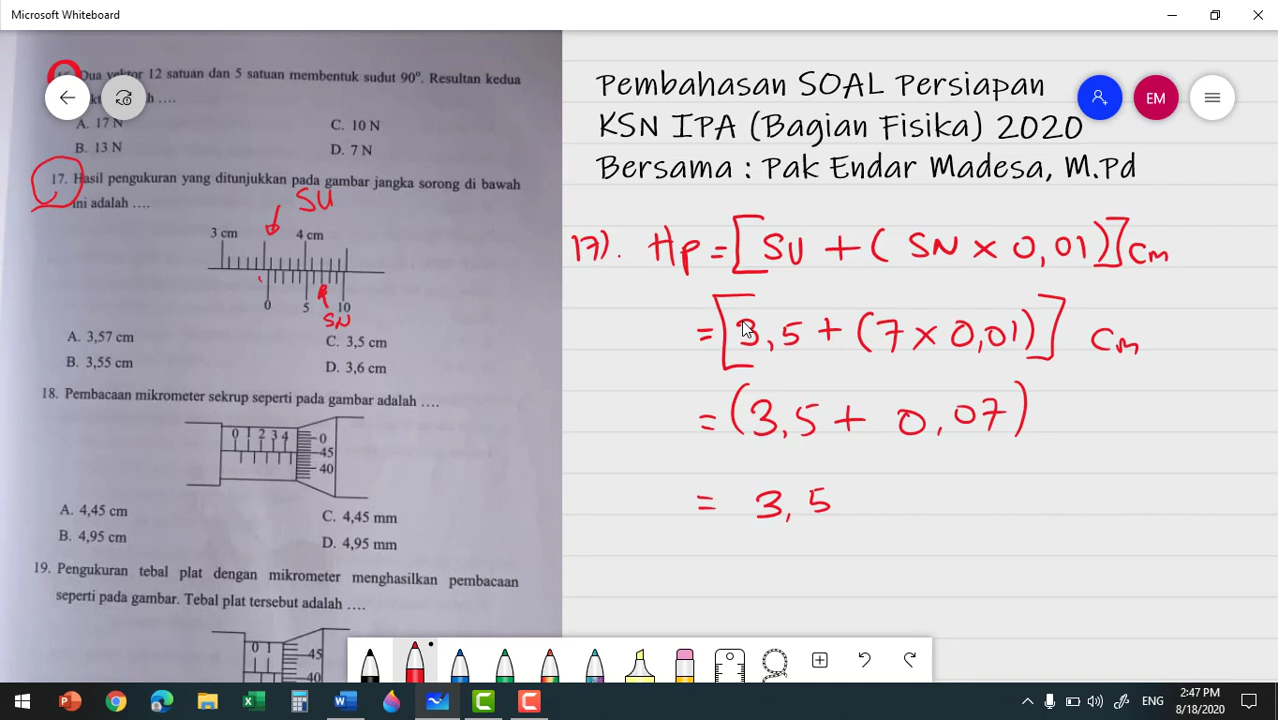 Microsoft Whiteboard
Dua vektor 12 satuan dan 5 satuan membentuk sudut 90°. Resultan kedua
h ....
A. 17 N
C. 10 N
B. 13 N
D. 7 N
17. Hasil pengukuran yang ditunjukkan pada gambar jangka sorong di bawah
ini adalah ....
SU
3 cm 4 cm
0 5 10
SN
A. 3,57 cm
C. 3,5 cm
B. 3,55 cm
D. 3,6 cm
18. Pembacaan mikrometer sekrup seperti pada gambar adalah ....
0 1 2 3 4
0
45
40
A. 4,45 cm
C. 4,45 mm
B. 4,95 cm
D. 4,95 mm
19. Pengukuran tebal plat dengan mikrometer menghasilkan pembacaan
seperti pada gambar. Tebal plat tersebut adalah ....
0 1
45
40
Pembahasan SOAL Persiapan
KSN IPA (Bagian Fisika) 2020
Bersama : Pak Endar Madesa, M.Pd
EM
17). Hp = [SU + (SN x 0,01)] cm
= [3,5 + (7 x 0,01)] cm
= (3,5 + 0,07)
= 3,5
ENG
2:47 PM
8/18/2020